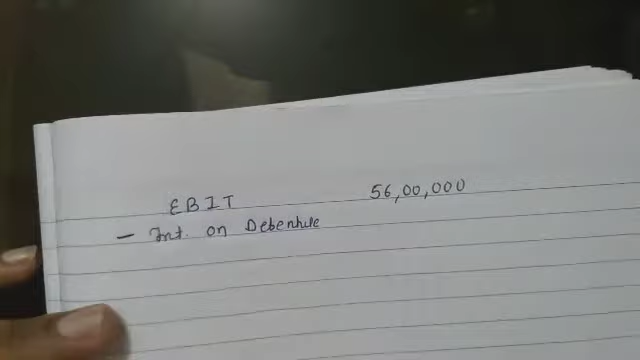 EBIT 56,00,000
- Int. on Debenture